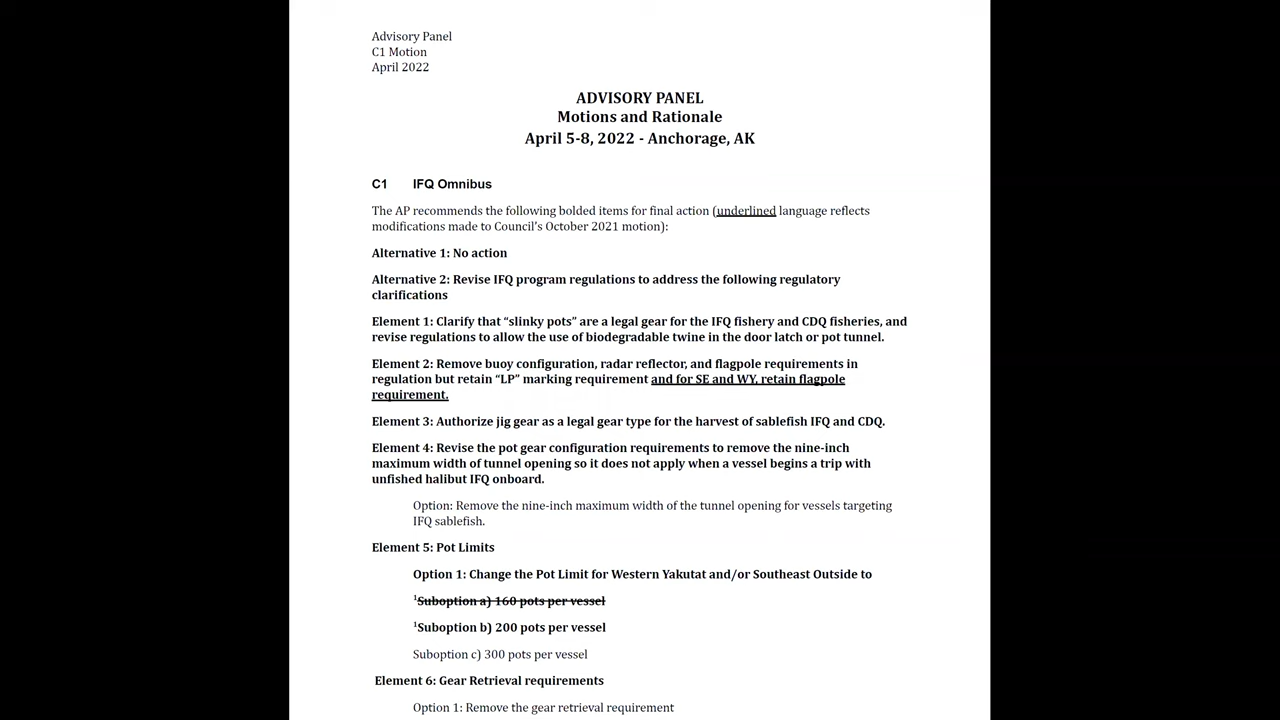 Advisory Panel
C1 Motion
April 2022
ADVISORY PANEL
Motions and Rationale
April 5-8, 2022 - Anchorage, AK
C1 IFQ Omnibus
The AP recommends the following bolded items for final action (underlined language reflects
modifications made to Council's October 2021 motion):
Alternative 1: No action
Alternative 2: Revise IFQ program regulations to address the following regulatory
clarifications
Element 1: Clarify that “slinky pots” are a legal gear for the IFQ fishery and CDQ fisheries, and
revise regulations to allow the use of biodegradable twine in the door latch or pot tunnel.
Element 2: Remove buoy configuration, radar reflector, and flagpole requirements in
regulation but retain “LP” marking requirement and for SE and WY, retain flagpole
requirement.
Element 3: Authorize jig gear as a legal gear type for the harvest of sablefish IFQ and CDQ.
Element 4: Revise the pot gear configuration requirements to remove the nine-inch
maximum width of tunnel opening so it does not apply when a vessel begins a trip with
unfished halibut IFQ onboard.
Option: Remove the nine-inch maximum width of the tunnel opening for vessels targeting
IFQ sablefish.
Element 5: Pot Limits
Option 1: Change the Pot Limit for Western Yakutat and/or Southeast Outside to
¹Suboption a) 160 pots per vessel
¹Suboption b) 200 pots per vessel
Suboption c) 300 pots per vessel
Element 6: Gear Retrieval requirements
Option 1: Remove the gear retrieval requirement